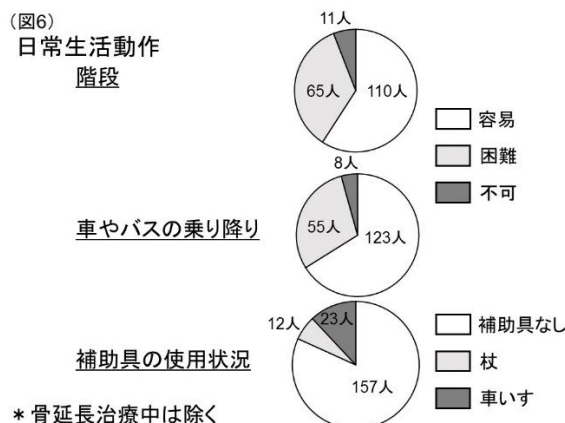 (図6)
日常生活動作
階段
11人
65人
110人
容易
困難
不可
車やバスの乗り降り
8人
55人
123人
補助具の使用状況
12人
23人
157人
補助具なし
杖
車いす
*骨延長治療中は除く